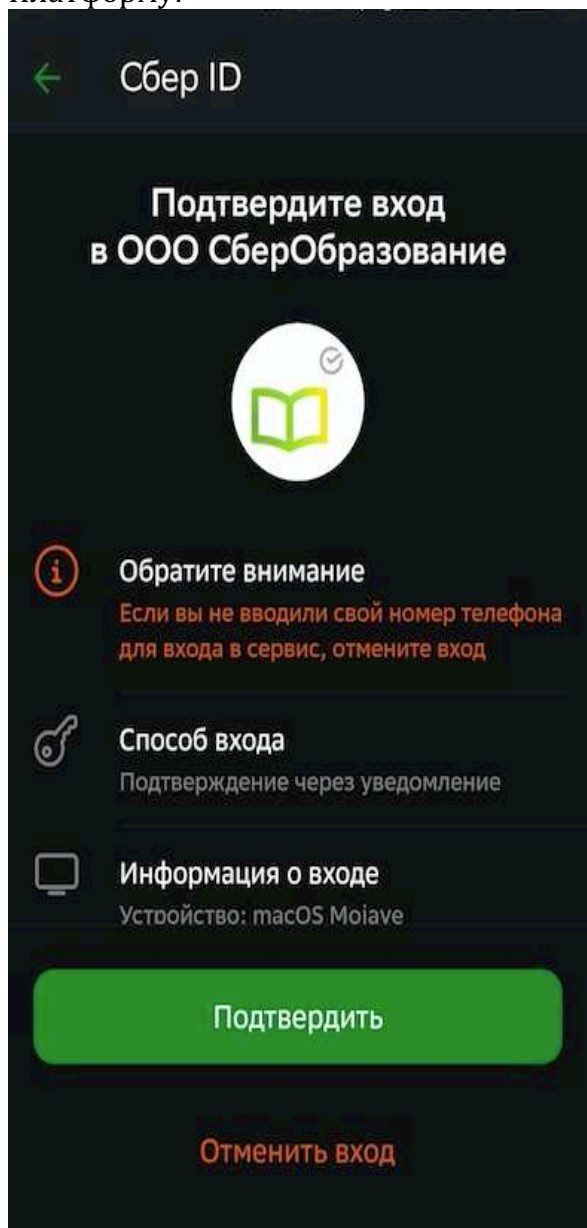 платформу.
Сбер ID
Подтвердите вход
в ООО СберОбразование
Обратите внимание
Если вы не вводили свой номер телефона
для входа в сервис, отмените вход
Способ входа
Подтверждение через уведомление
Информация о входе
Устройство: macOS Mojave
Подтвердить
Отменить вход